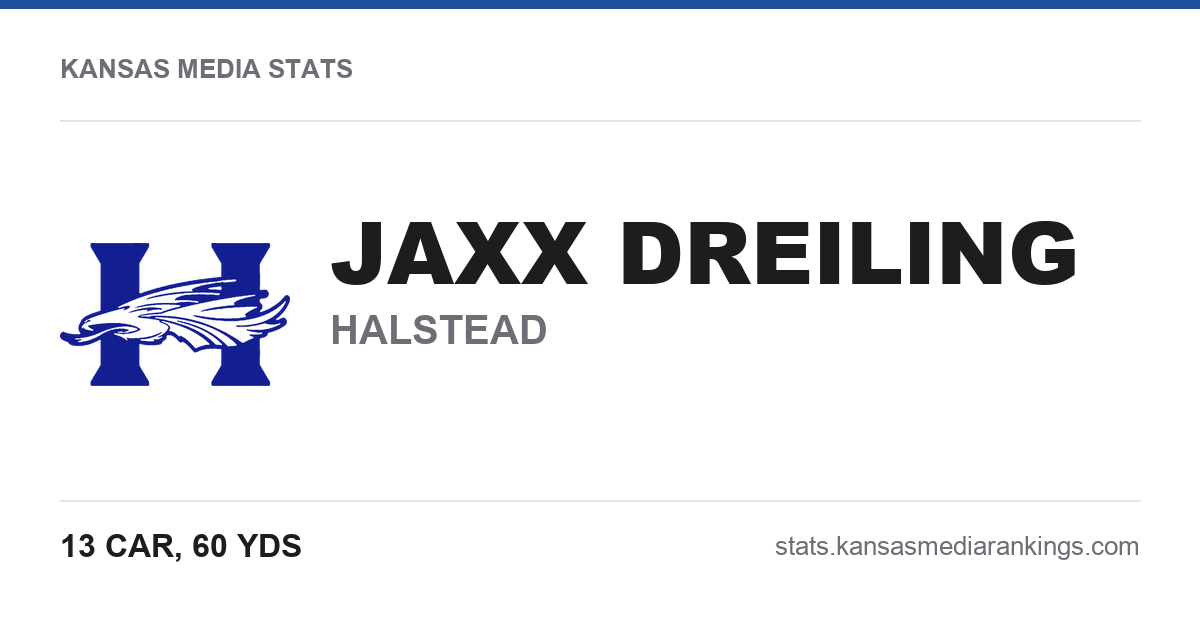 KANSAS MEDIA STATS
H
JAXX DREILING
HALSTEAD
13 CAR, 60 YDS
stats.kansasmediarankings.com